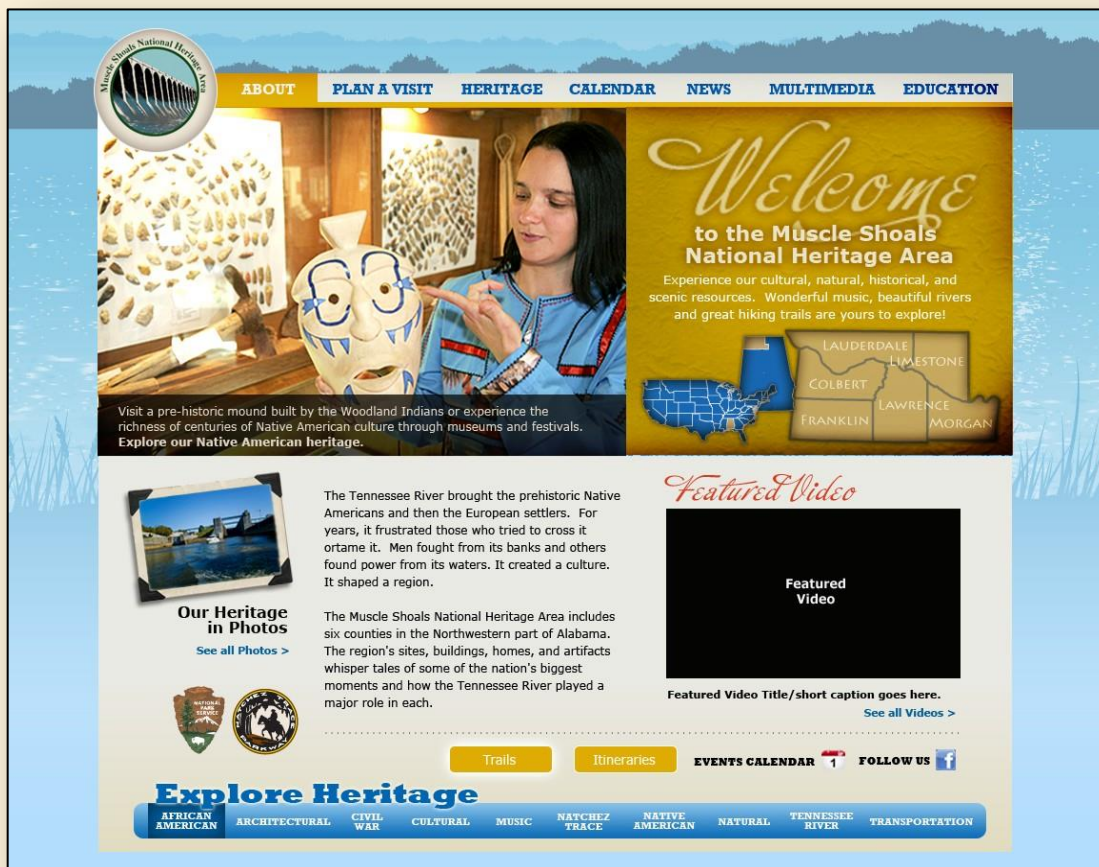 Muscle Shoals National Heritage Area
ABOUT
PLAN A VISIT
HERITAGE
CALENDAR
NEWS
MULTIMEDIA
EDUCATION
Welcome
to the Muscle Shoals
National Heritage Area
Experience our cultural, natural, historical, and
scenic resources. Wonderful music, beautiful rivers
and great hiking trails are yours to explore!
LAUDERDALE
LIMESTONE
COLBERT
LAWRENCE
FRANKLIN
MORGAN
Visit a pre-historic mound built by the Woodland Indians or experience the
richness of centuries of Native American culture through museums and festivals.
Explore our Native American heritage.
Our Heritage
in Photos
See all Photos >
NATIONAL
PARK
SERVICE
NATCHEZ TRACE
PARKWAY
The Tennessee River brought the prehistoric Native
Americans and then the European settlers. For
years, it frustrated those who tried to cross it
ortame it. Men fought from its banks and others
found power from its waters. It created a culture.
It shaped a region.
The Muscle Shoals National Heritage Area includes
six counties in the Northwestern part of Alabama.
The region's sites, buildings, homes, and artifacts
whisper tales of some of the nation's biggest
moments and how the Tennessee River played a
major role in each.
Featured Video
Featured
Video
Featured Video Title/short caption goes here.
See all Videos >
Trails
Itineraries
EVENTS CALENDAR
1
FOLLOW US
f
Explore Heritage
AFRICAN
AMERICAN
ARCHITECTURAL
CIVIL
WAR
CULTURAL
MUSIC
NATCHEZ
TRACE
NATIVE
AMERICAN
NATURAL
TENNESSEE
RIVER
TRANSPORTATION